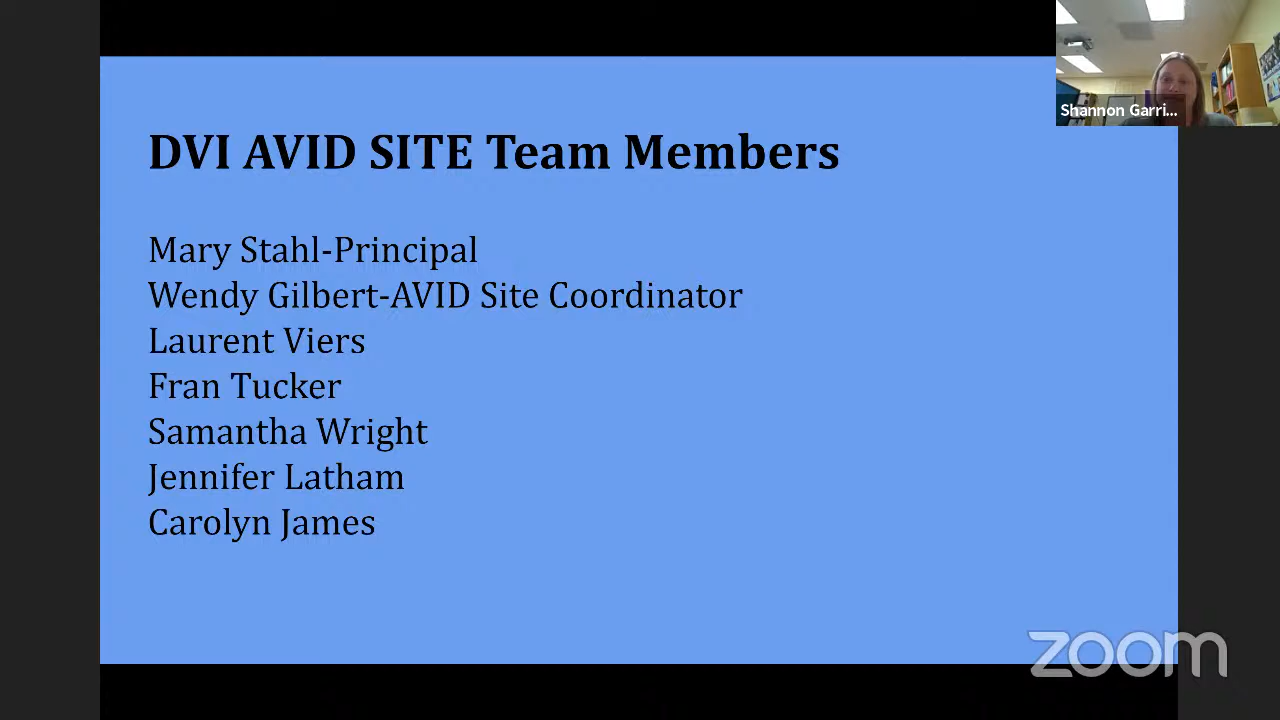 Shannon Garri...
DVI AVID SITE Team Members
Mary Stahl-Principal
Wendy Gilbert-AVID Site Coordinator
Laurent Viers
Fran Tucker
Samantha Wright
Jennifer Latham
Carolyn James
zoom